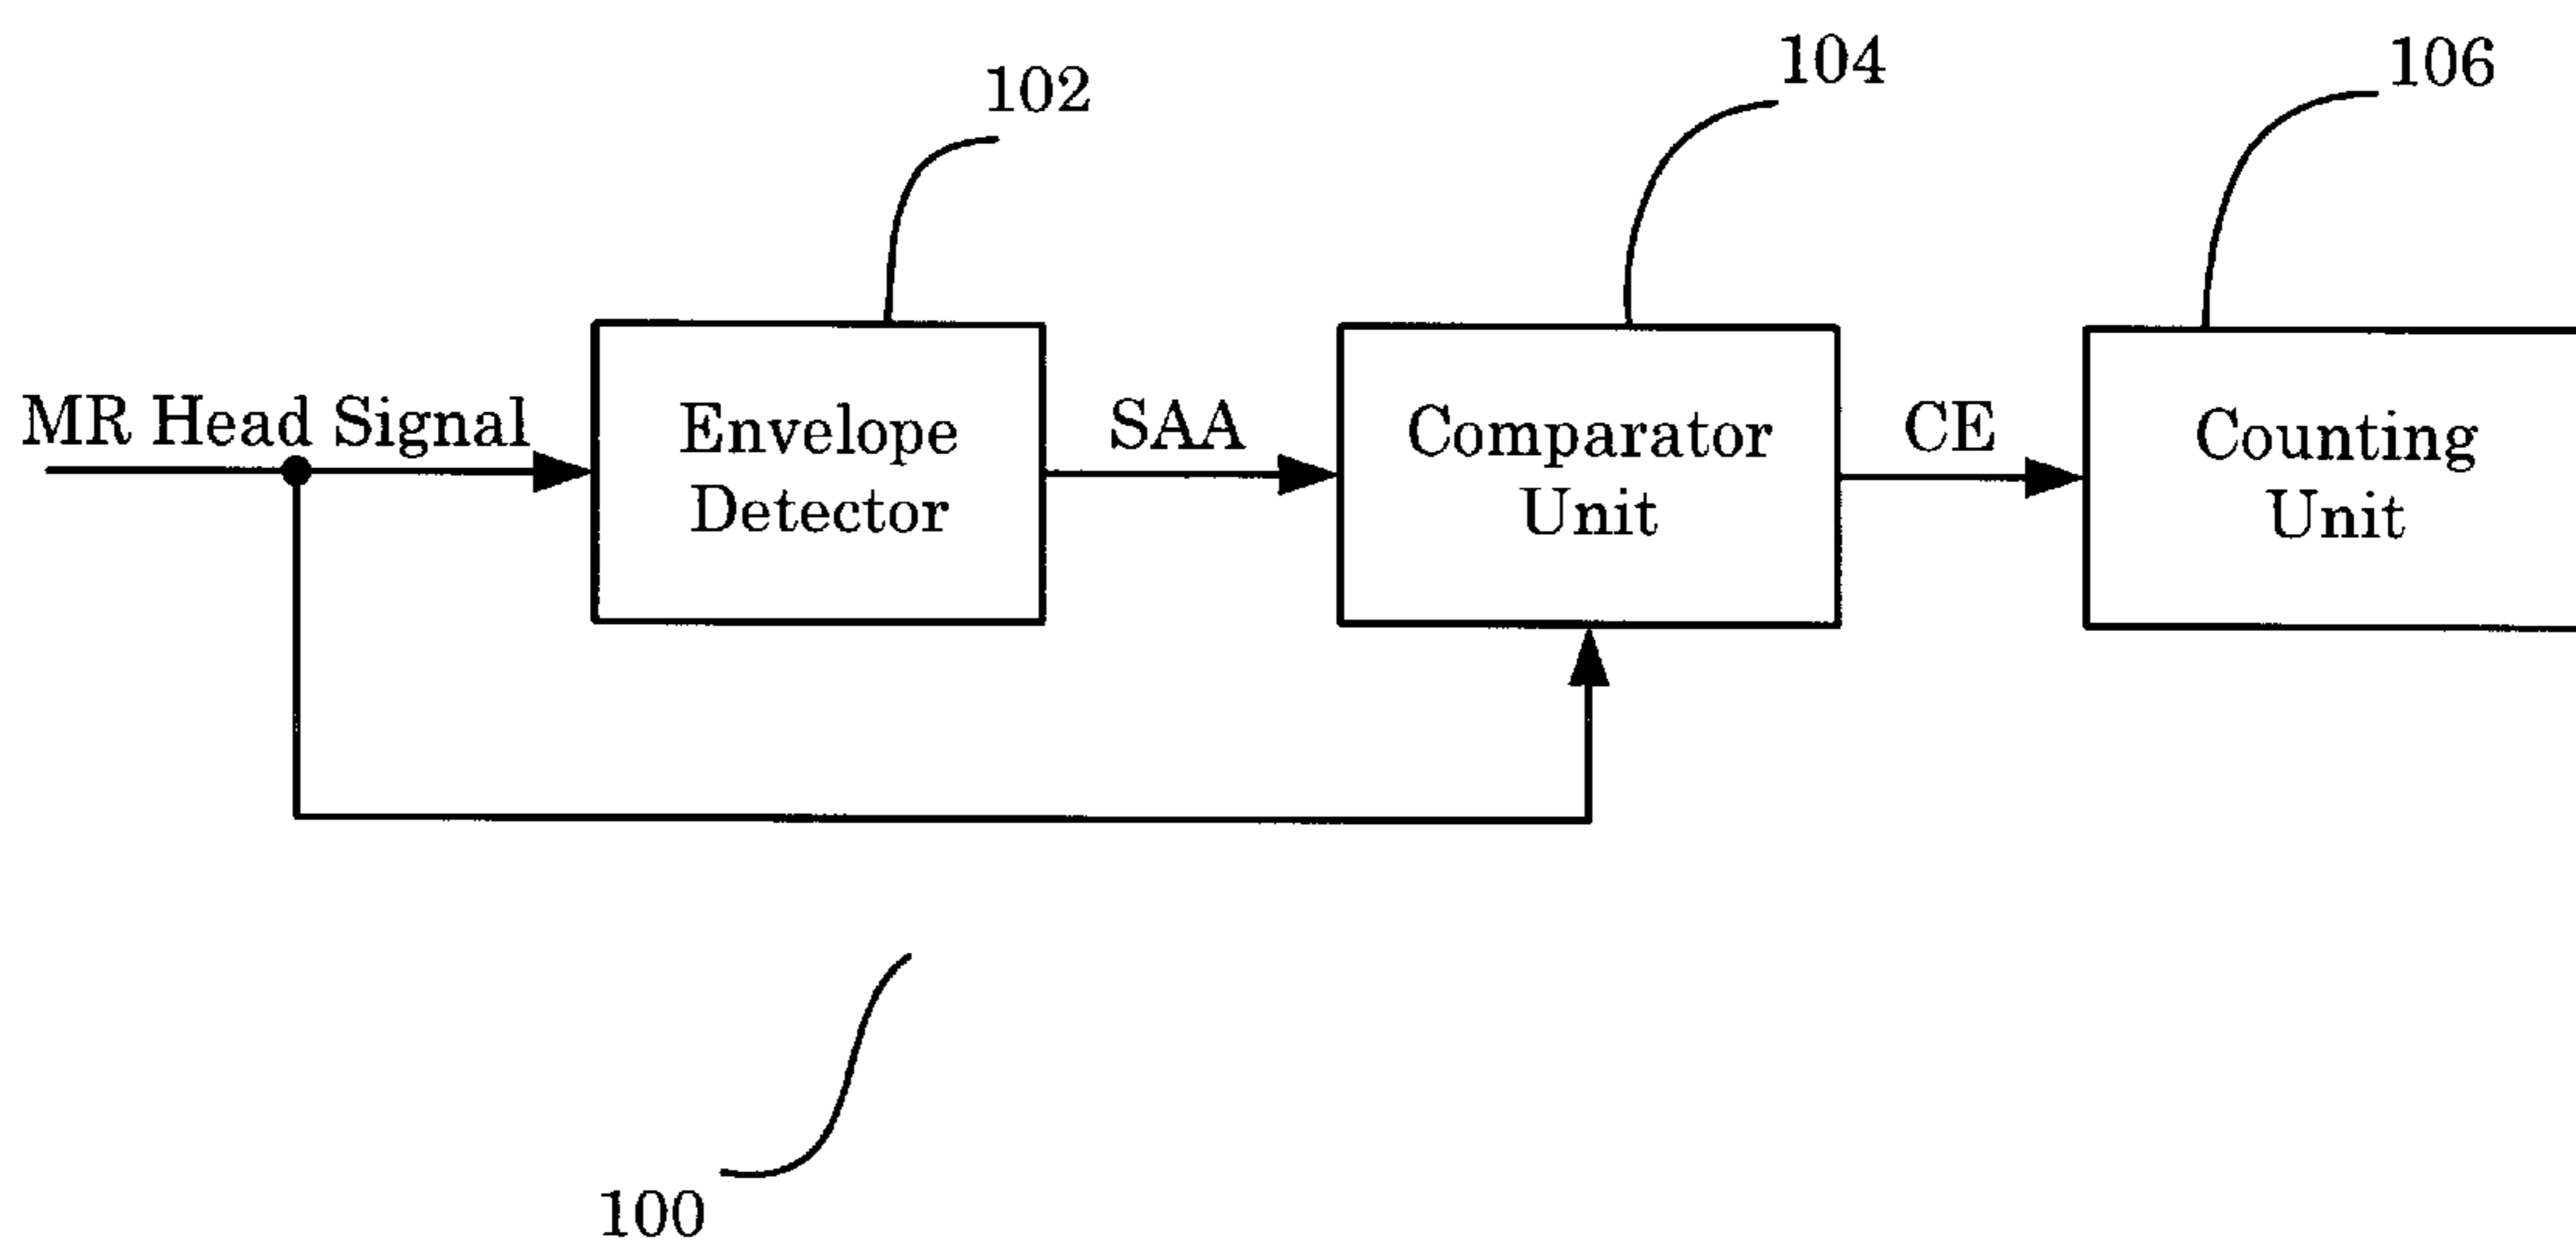 102
104
106
MR Head Signal
Envelope
Detector
SAA
Comparator
Unit
CE
Counting
Unit
100